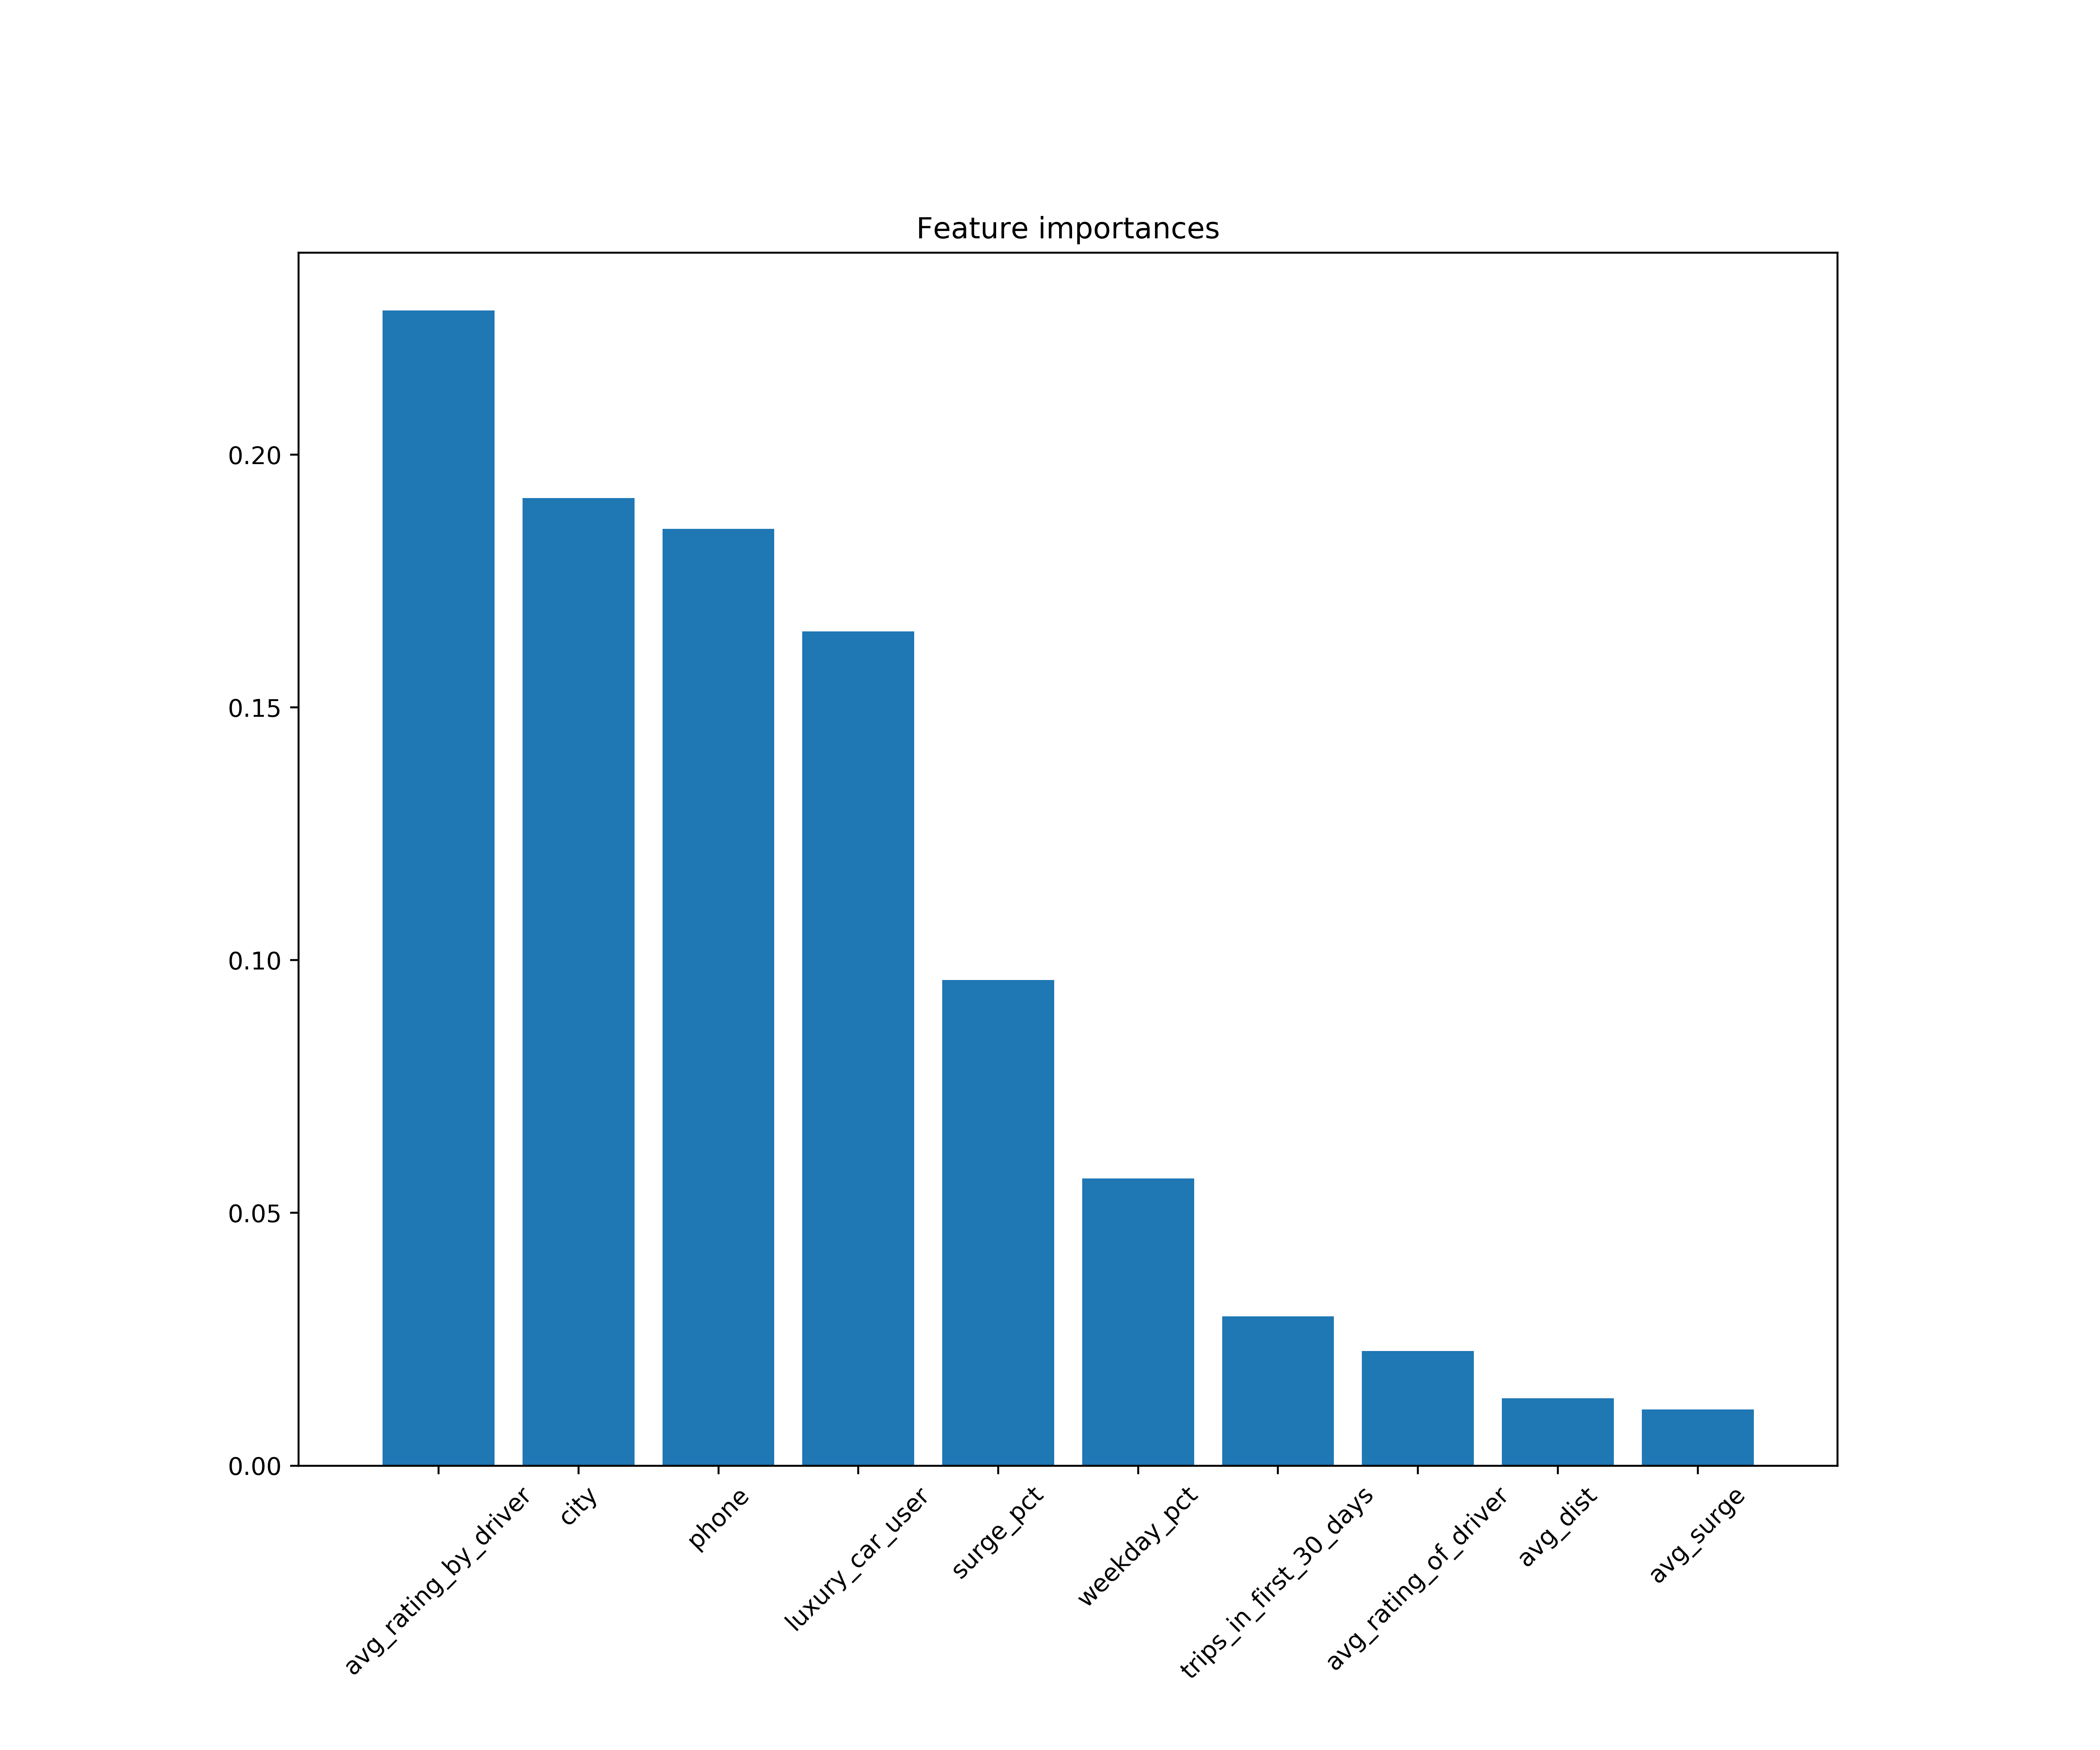 Feature importances
0.20
0.15
0.10
0.05
0.00
avg_rating_by_driver
city
phone
luxury_car_user
surge_pct
weekday_pct
trips_in_first_30_days
avg_rating_of_driver
avg_dist
avg_surge